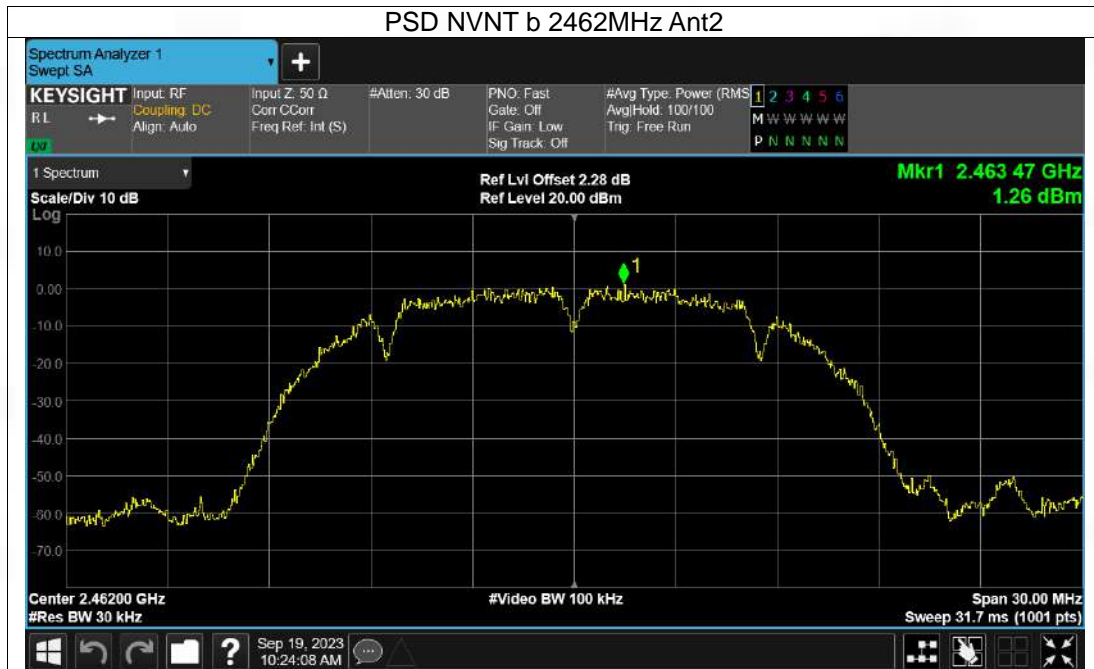 PSD NVNT b 2462MHz Ant2
Spectrum Analyzer 1
Swept SA
+
KEYSIGHT
RL
LXI
Input: RF
Coupling: DC
Align: Auto
Input Z: 50 Ω
Corr CCorr
Freq Ref: Int (S)
#Atten: 30 dB
PNO: Fast
Gate: Off
IF Gain: Low
Sig Track: Off
#Avg Type: Power (RMS
Avg|Hold: 100/100
Trig: Free Run
1 2 3 4 5 6
M W W W W W
P N N N N N
1 Spectrum
Scale/Div 10 dB
Ref Lvl Offset 2.28 dB
Ref Level 20.00 dBm
Mkr1 2.463 47 GHz
1.26 dBm
Log
10.0
0.00
-10.0
-20.0
-30.0
-40.0
-50.0
-60.0
-70.0
1
Center 2.46200 GHz
#Res BW 30 kHz
#Video BW 100 kHz
Span 30.00 MHz
Sweep 31.7 ms (1001 pts)
?
Sep 19, 2023
10:24:08 AM